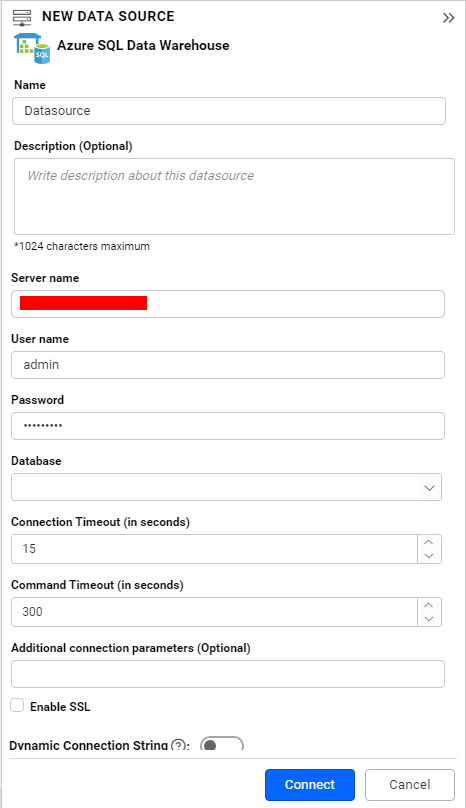 NEW DATA SOURCE
SQL
Azure SQL Data Warehouse
Name
Datasource
Description (Optional)
Write description about this datasource
*1024 characters maximum
Server name
User name
admin
Password
•••••••••
Database
Connection Timeout (in seconds)
15
Command Timeout (in seconds)
300
Additional connection parameters (Optional)
Enable SSL
Dynamic Connection String ?:
Connect
Cancel